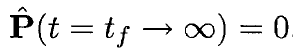 P̂(t = t_f → ∞) = 0.